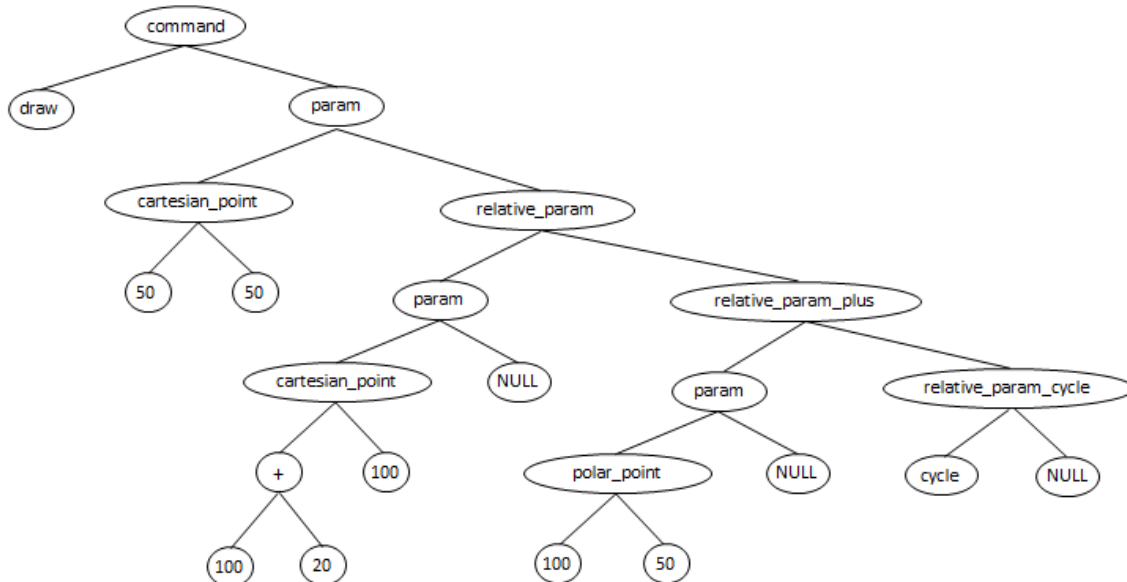 command
draw
param
cartesian_point
relative_param
50
50
param
relative_param_plus
cartesian_point
NULL
param
relative_param_cycle
+
100
polar_point
NULL
cycle
NULL
100
20
100
50